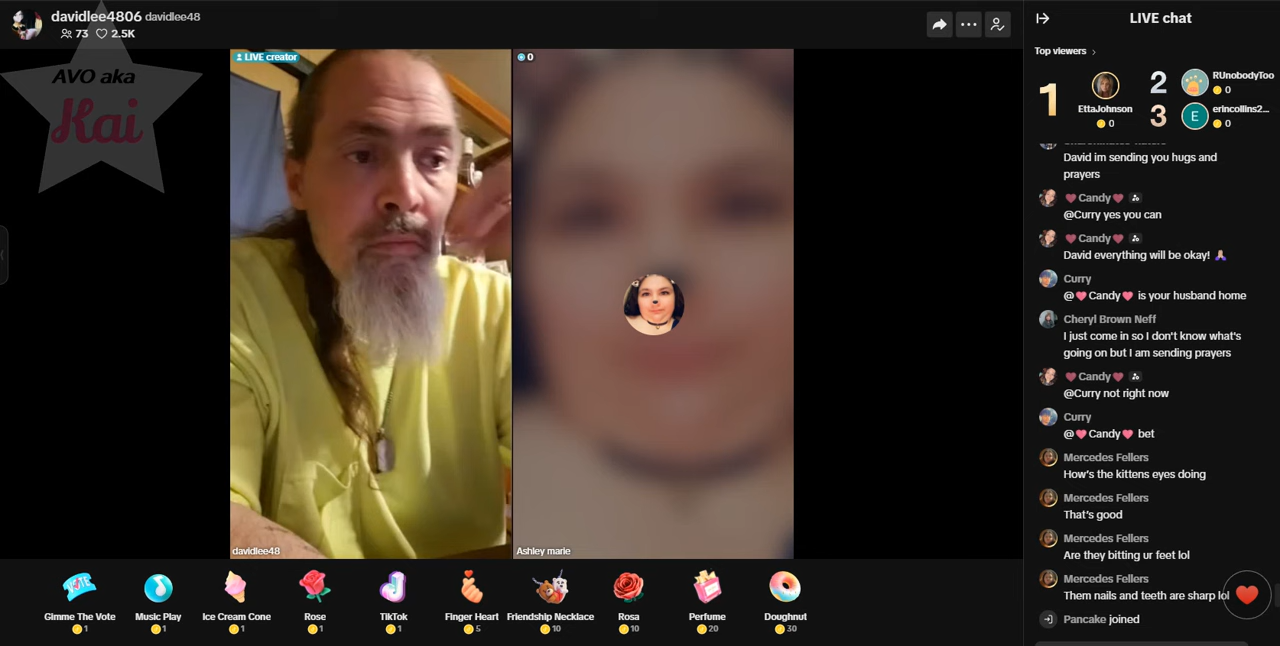 davidlee4806 davidlee48
73 2.5K
AVO aka
Kai
LIVE creator
0
davidlee48
Ashley marie
Gimme The Vote
1
Music Play
1
Ice Cream Cone
1
Rose
1
TikTok
1
Finger Heart
5
Friendship Necklace
10
Rosa
10
Perfume
20
Doughnut
30
LIVE chat
Top viewers
1
EttaJohnson
0
2
RUnobodyToo
0
3
E
erincollins2...
0
David im sending you hugs and
prayers
Candy
@Curry yes you can
Candy
David everything will be okay!
Curry
@Candy is your husband home
Cheryl Brown Neff
I just come in so I don't know what's
going on but I am sending prayers
Candy
@Curry not right now
Curry
@Candy bet
Mercedes Fellers
How's the kittens eyes doing
Mercedes Fellers
That's good
Mercedes Fellers
Are they bitting ur feet lol
Mercedes Fellers
Them nails and teeth are sharp lol
Pancake joined